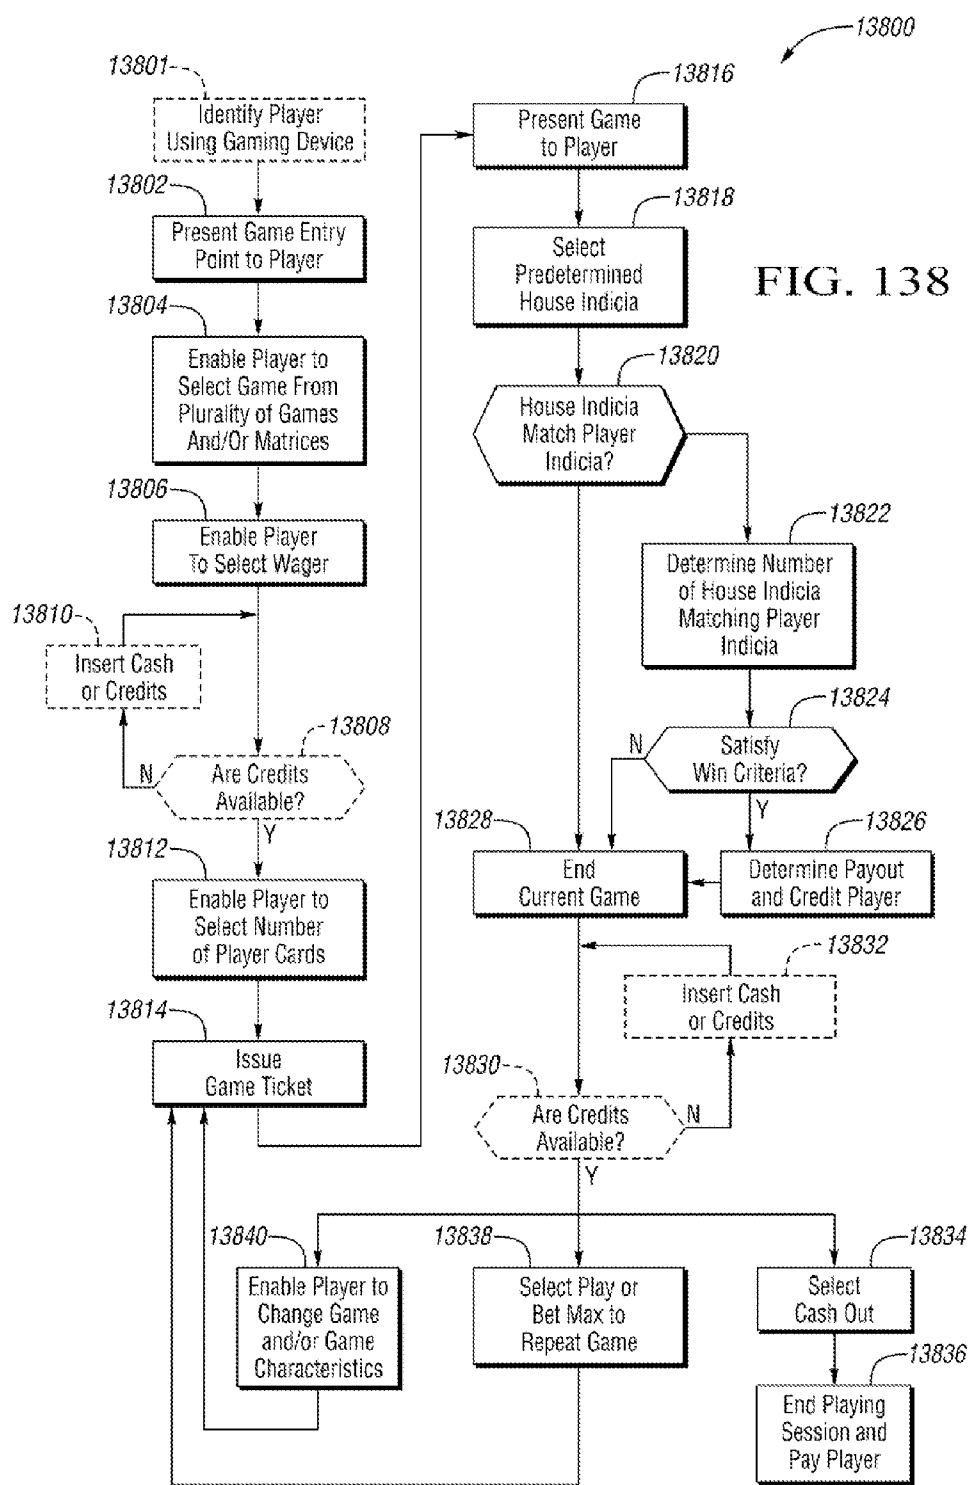 13800
13801
Identify Player
Using Gaming Device
13802
Present Game Entry
Point to Player
13804
Enable Player to
Select Game From
Plurality of Games
And/Or Matrices
13806
Enable Player
To Select Wager
13810
Insert Cash
or Credits
13808
N
Are Credits
Available?
Y
13812
Enable Player to
Select Number
of Player Cards
13814
Issue
Game Ticket
13816
Present Game
to Player
13818
Select
Predetermined
House Indicia
FIG. 138
13820
House Indicia
Match Player
Indicia?
13822
Determine Number
of House Indicia
Matching Player
Indicia
13824
N
Satisfy
Win Criteria?
Y
13828
End
Current Game
13826
Determine Payout
and Credit Player
13832
Insert Cash
or Credits
13830
Are Credits
Available?
N
Y
13840
Enable Player to
Change Game
and/or Game
Characteristics
13838
Select Play or
Bet Max to
Repeat Game
13834
Select
Cash Out
13836
End Playing
Session and
Pay Player